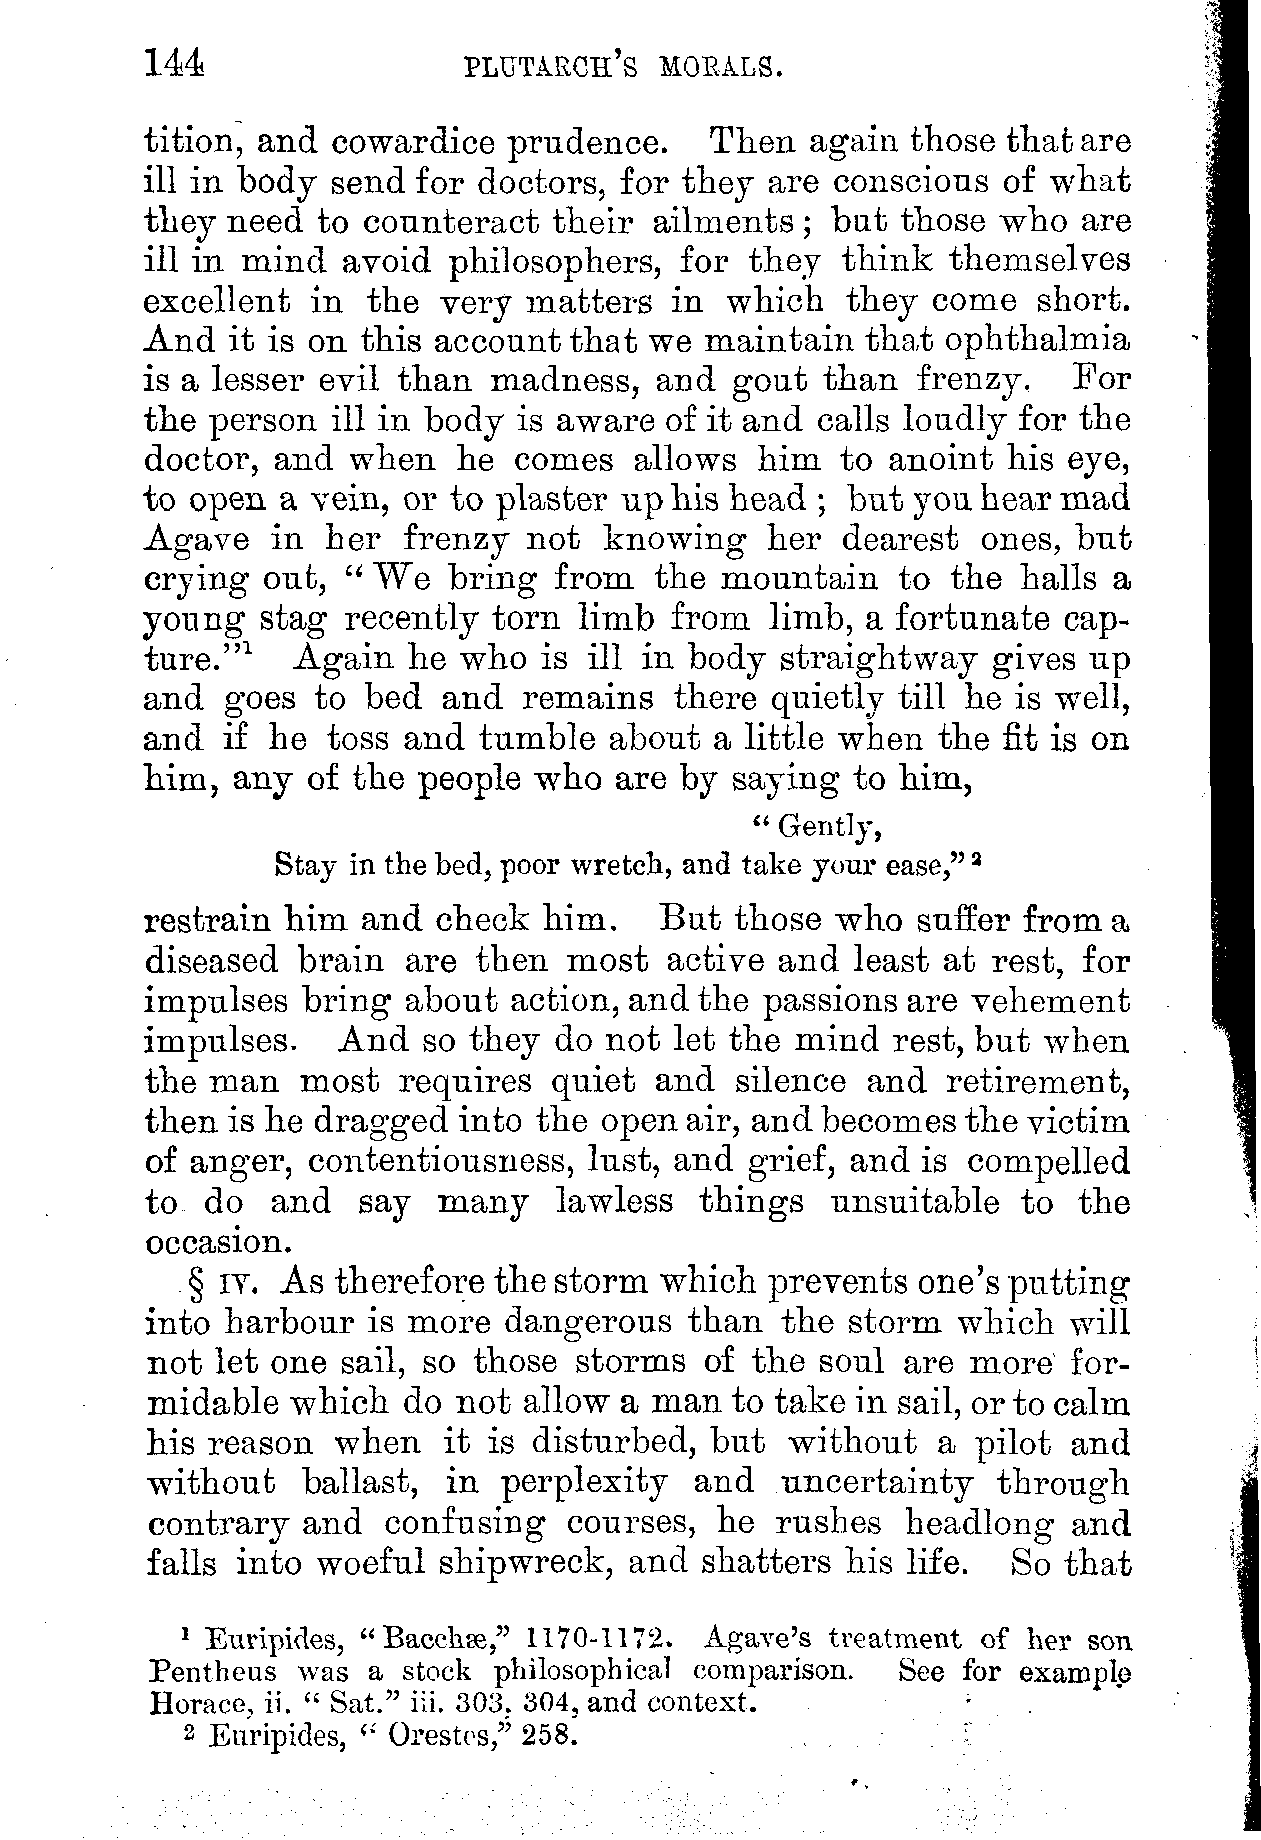 144 PLUTARCH'S MORALS.
tition, and cowardice prudence. Then again those that are
ill in body send for doctors, for they are conscious of what
they need to counteract their ailments; but those who are
ill in mind avoid philosophers, for they think themselves
excellent in the very matters in which they come short.
And it is on this account that we maintain that ophthalmia
is a lesser evil than madness, and gout than frenzy. For
the person ill in body is aware of it and calls loudly for the
doctor, and when he comes allows him to anoint his eye,
to open a vein, or to plaster up his head; but you hear mad
Agave in her frenzy not knowing her dearest ones, but
crying out, "We bring from the mountain to the halls a
young stag recently torn limb from limb, a fortunate cap-
ture."¹ Again he who is ill in body straightway gives up
and goes to bed and remains there quietly till he is well,
and if he toss and tumble about a little when the fit is on
him, any of the people who are by saying to him,
"Gently,
Stay in the bed, poor wretch, and take your ease,"²
restrain him and check him. But those who suffer from a
diseased brain are then most active and least at rest, for
impulses bring about action, and the passions are vehement
impulses. And so they do not let the mind rest, but when
the man most requires quiet and silence and retirement,
then is he dragged into the open air, and becomes the victim
of anger, contentiousness, lust, and grief, and is compelled
to do and say many lawless things unsuitable to the
occasion.
§ IV. As therefore the storm which prevents one's putting
into harbour is more dangerous than the storm which will
not let one sail, so those storms of the soul are more for-
midable which do not allow a man to take in sail, or to calm
his reason when it is disturbed, but without a pilot and
without ballast, in perplexity and uncertainty through
contrary and confusing courses, he rushes headlong and
falls into woeful shipwreck, and shatters his life. So that
¹ Euripides, "Bacchæ," 1170-1172. Agave's treatment of her son
Pentheus was a stock philosophical comparison. See for example
Horace, ii. "Sat." iii. 303, 304, and context.
² Euripides, "Orestes," 258.